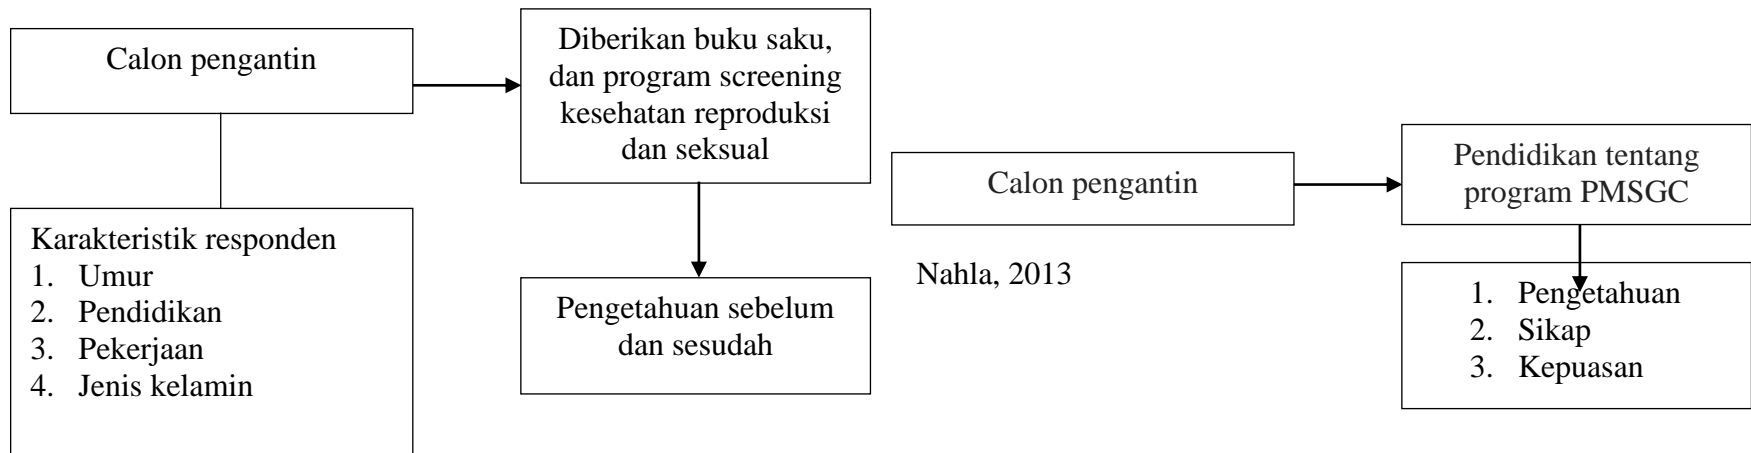 Calon pengantin
Diberikan buku saku,
dan program screening
kesehatan reproduksi
dan seksual
Karakteristik responden
1. Umur
2. Pendidikan
3. Pekerjaan
4. Jenis kelamin
Pengetahuan sebelum
dan sesudah
Calon pengantin
Pendidikan tentang
program PMSGC
Nahla, 2013
1. Pengetahuan
2. Sikap
3. Kepuasan